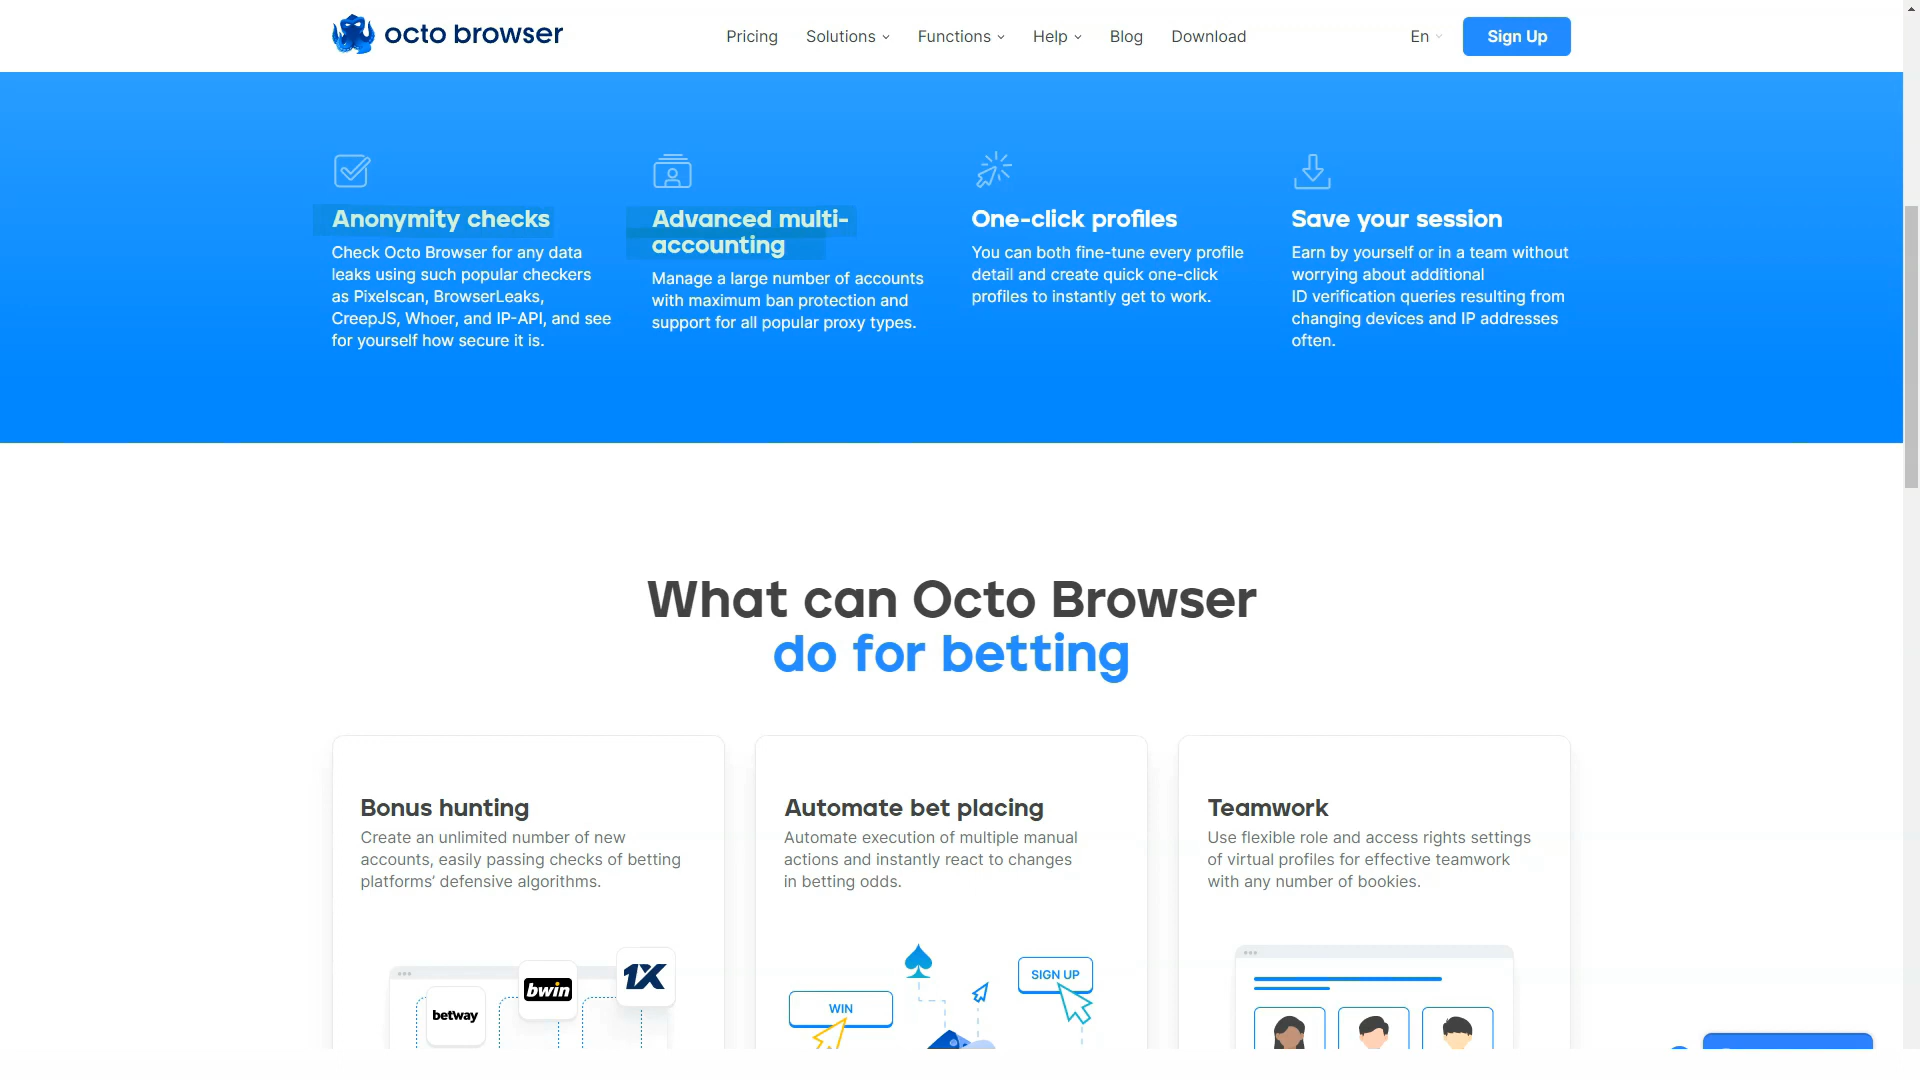 octo browser
Pricing Solutions Functions Help Blog Download En Sign Up
Anonymity checks
Check Octo Browser for any data
leaks using such popular checkers
as Pixelscan, BrowserLeaks,
CreepJS, Whoer, and IP-API, and see
for yourself how secure it is.
Advanced multi-
accounting
Manage a large number of accounts
with maximum ban protection and
support for all popular proxy types.
One-click profiles
You can both fine-tune every profile
detail and create quick one-click
profiles to instantly get to work.
Save your session
Earn by yourself or in a team without
worrying about additional
ID verification queries resulting from
changing devices and IP addresses
often.
What can Octo Browser
do for betting
Bonus hunting
Create an unlimited number of new
accounts, easily passing checks of betting
platforms’ defensive algorithms.
betway
bwin
1X
Automate bet placing
Automate execution of multiple manual
actions and instantly react to changes
in betting odds.
WIN
SIGN UP
Teamwork
Use flexible role and access rights settings
of virtual profiles for effective teamwork
with any number of bookies.